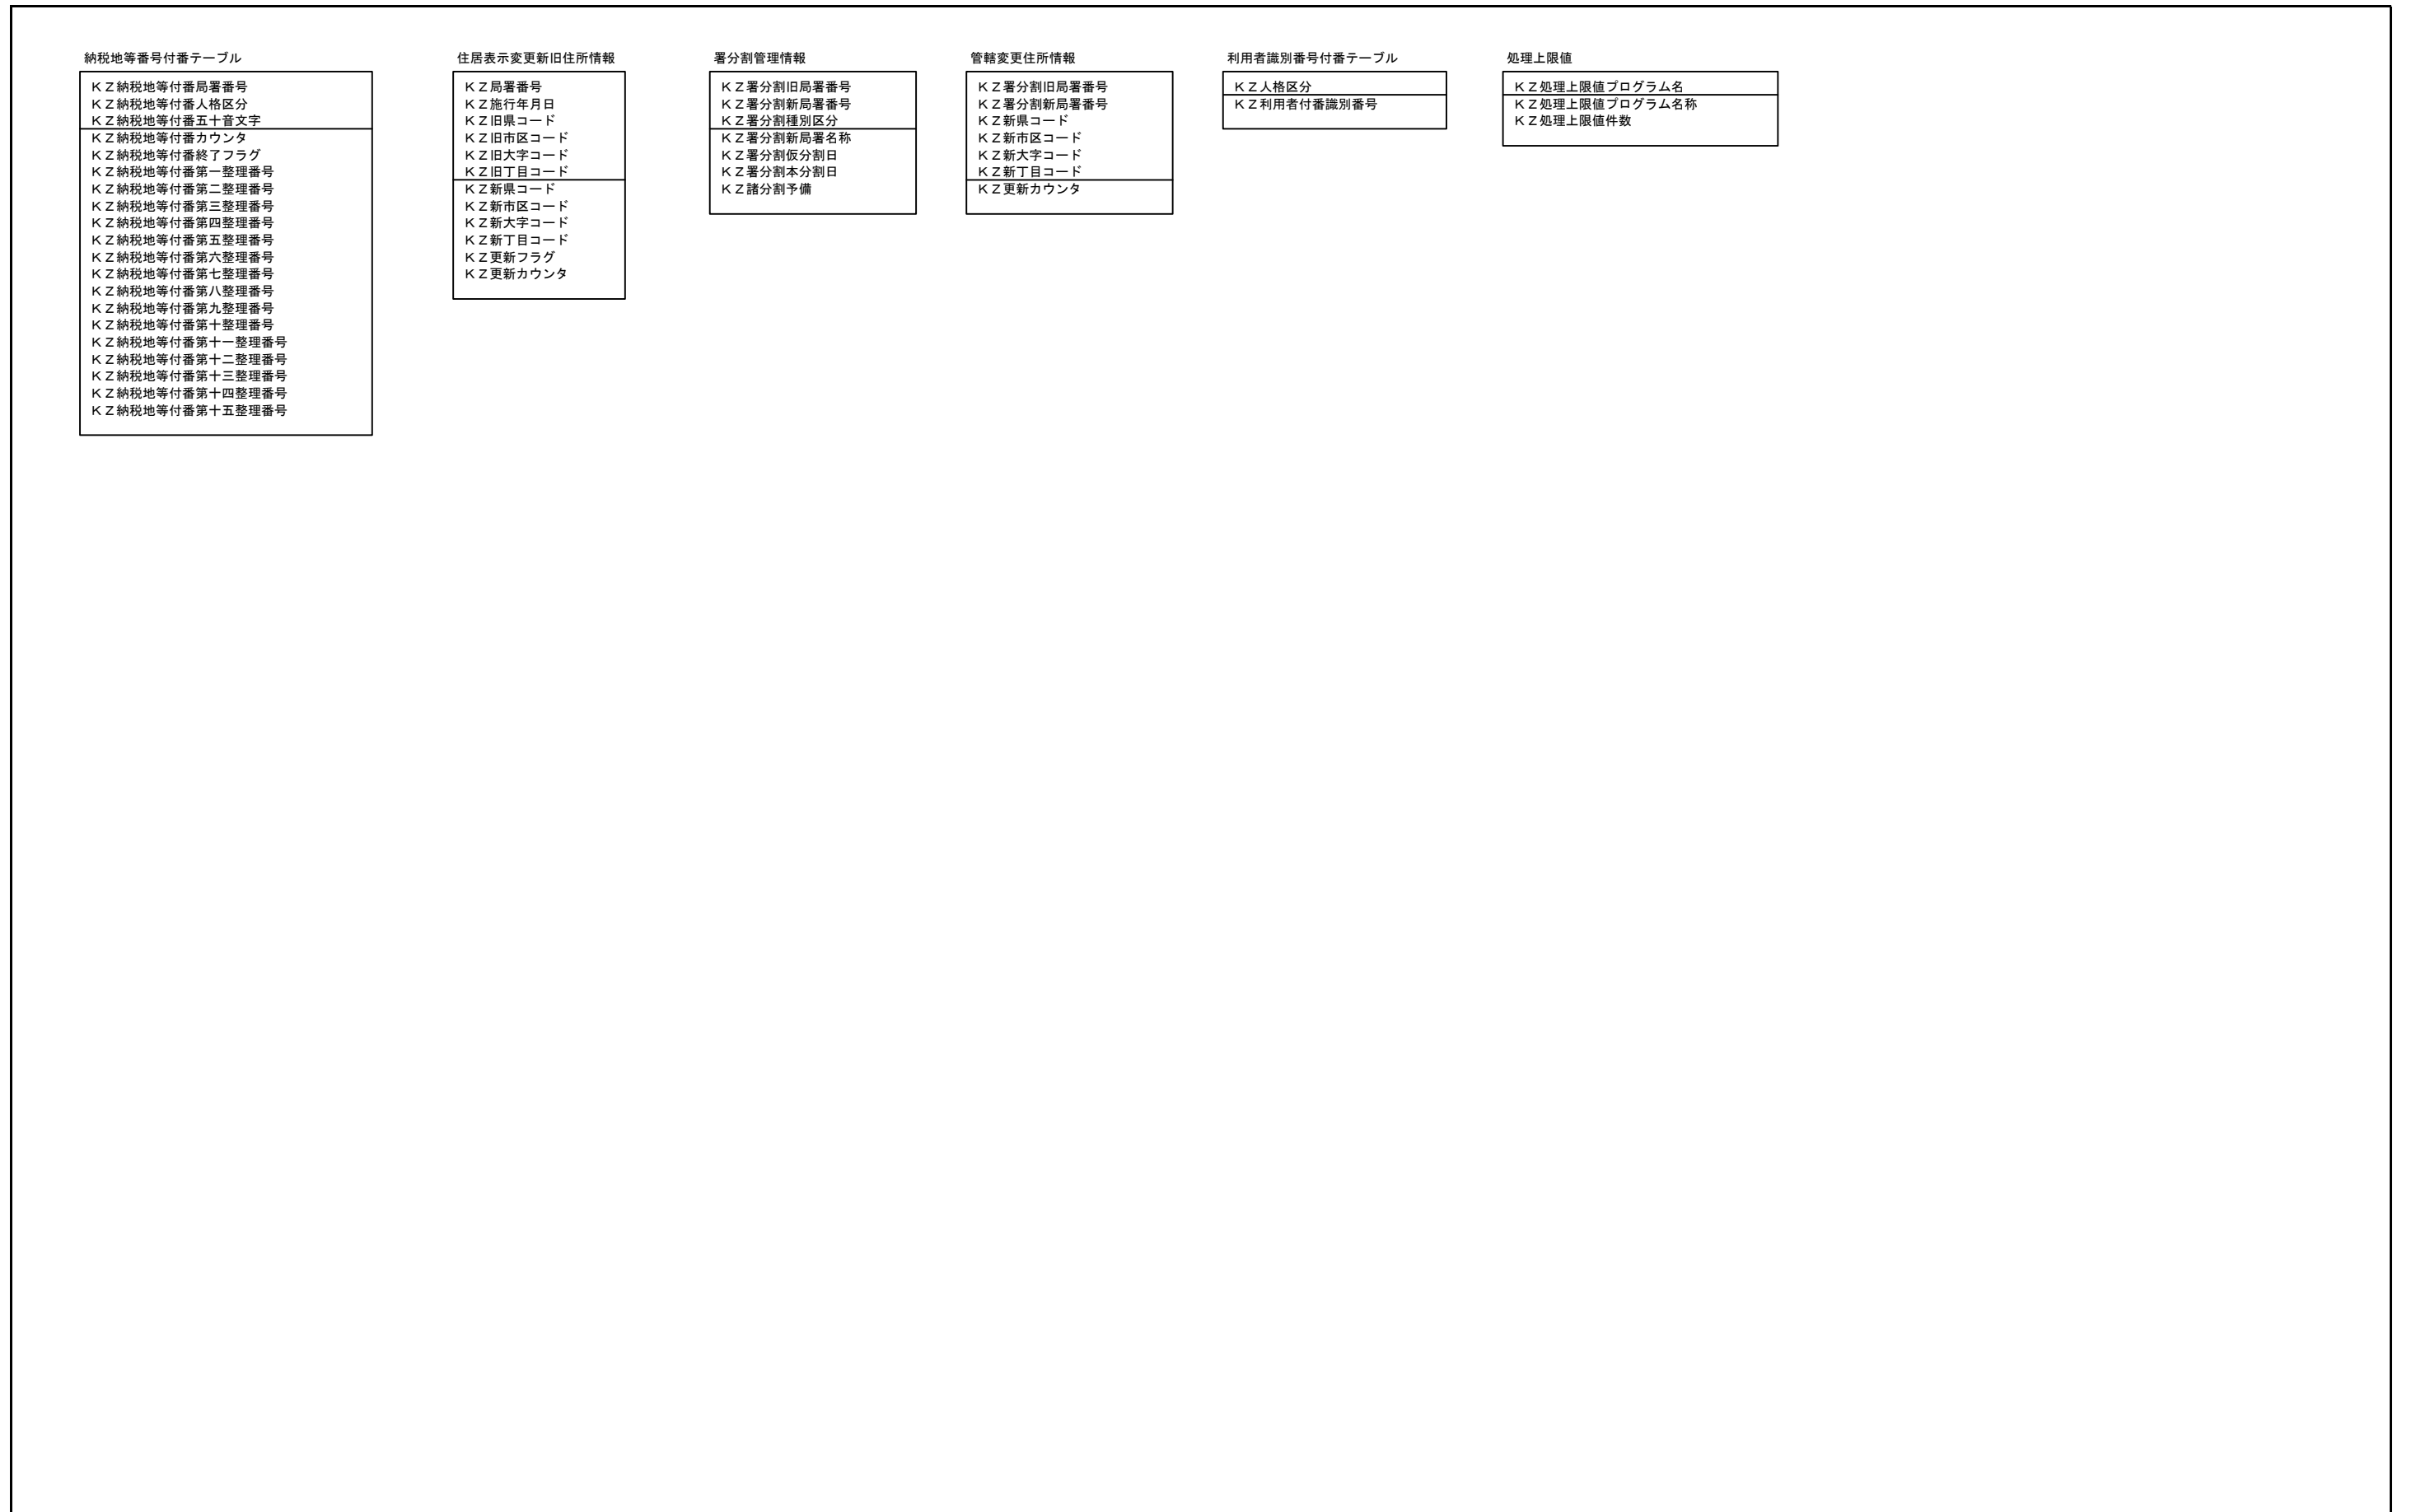 納税地等番号付番テーブル
ＫＺ納税地等付番局署番号
ＫＺ納税地等付番人格区分
ＫＺ納税地等付番五十音文字
ＫＺ納税地等付番カウンタ
ＫＺ納税地等付番終了フラグ
ＫＺ納税地等付番第一整理番号
ＫＺ納税地等付番第二整理番号
ＫＺ納税地等付番第三整理番号
ＫＺ納税地等付番第四整理番号
ＫＺ納税地等付番第五整理番号
ＫＺ納税地等付番第六整理番号
ＫＺ納税地等付番第七整理番号
ＫＺ納税地等付番第八整理番号
ＫＺ納税地等付番第九整理番号
ＫＺ納税地等付番第十整理番号
ＫＺ納税地等付番第十一整理番号
ＫＺ納税地等付番第十二整理番号
ＫＺ納税地等付番第十三整理番号
ＫＺ納税地等付番第十四整理番号
ＫＺ納税地等付番第十五整理番号
住居表示変更新旧住所情報
ＫＺ局署番号
ＫＺ施行年月日
ＫＺ旧県コード
ＫＺ旧市区コード
ＫＺ旧大字コード
ＫＺ旧丁目コード
ＫＺ新県コード
ＫＺ新市区コード
ＫＺ新大字コード
ＫＺ新丁目コード
ＫＺ更新フラグ
ＫＺ更新カウンタ
署分割管理情報
ＫＺ署分割旧局署番号
ＫＺ署分割新局署番号
ＫＺ署分割種別区分
ＫＺ署分割新局署名称
ＫＺ署分割仮分割日
ＫＺ署分割本分割日
ＫＺ諸分割予備
管轄変更住所情報
ＫＺ署分割旧局署番号
ＫＺ署分割新局署番号
ＫＺ新県コード
ＫＺ新市区コード
ＫＺ新大字コード
ＫＺ新丁目コード
ＫＺ更新カウンタ
利用者識別番号付番テーブル
ＫＺ人格区分
ＫＺ利用者付番識別番号
処理上限値
ＫＺ処理上限値プログラム名
ＫＺ処理上限値プログラム名称
ＫＺ処理上限値件数